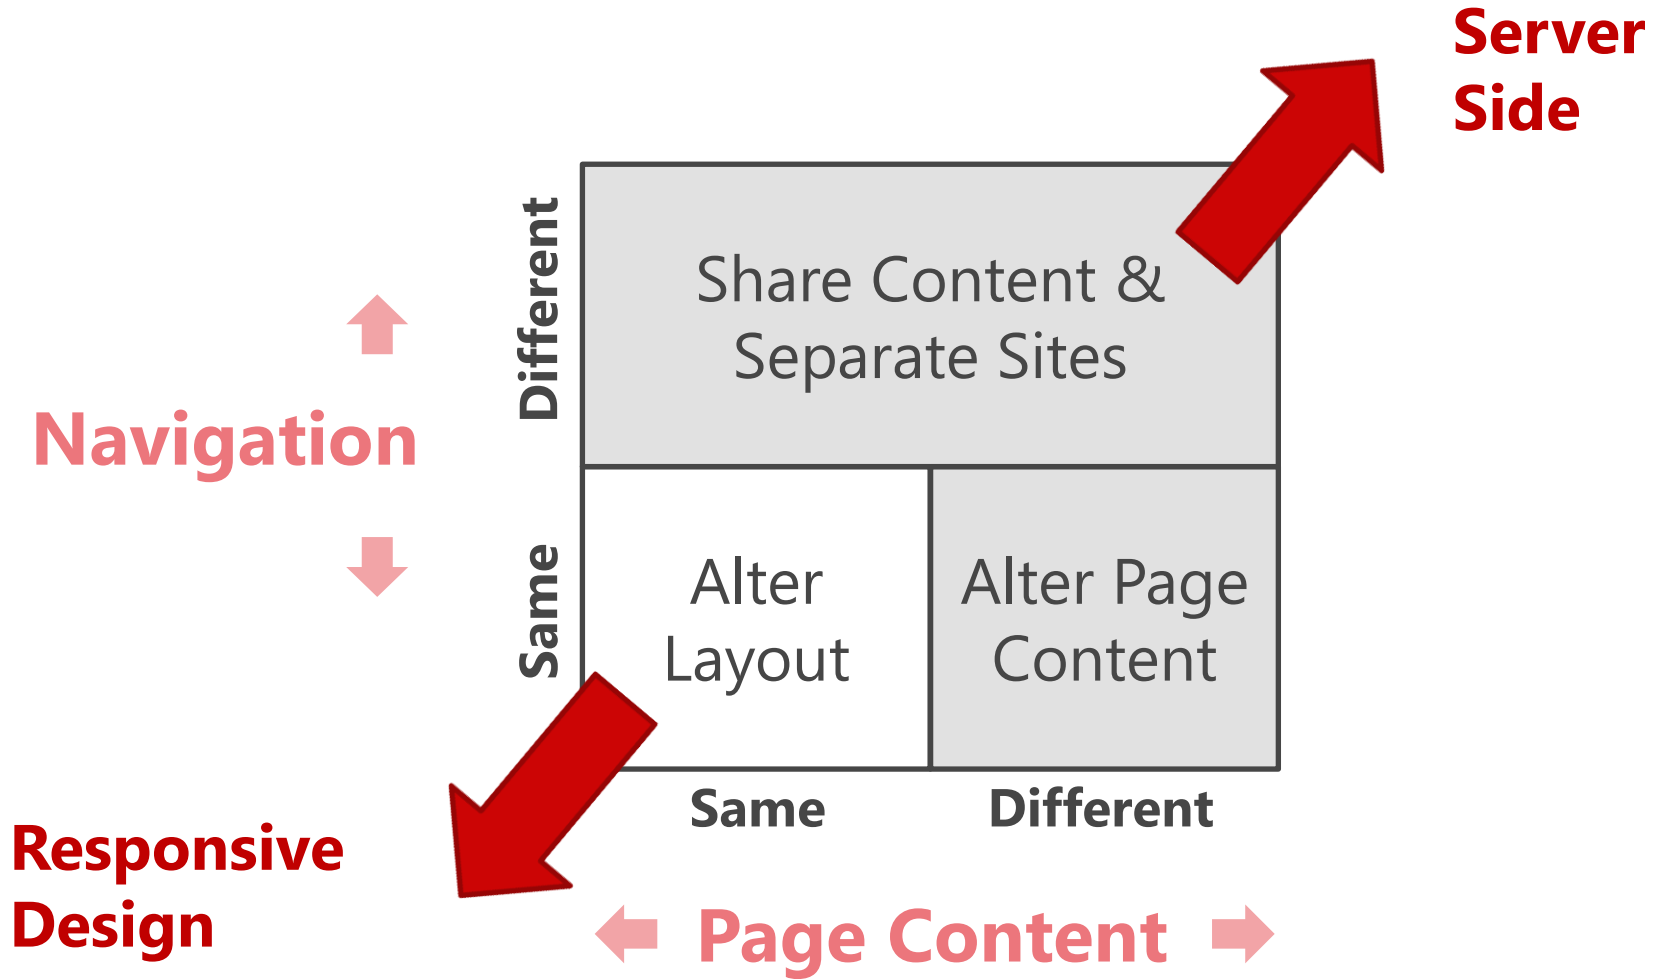 Server
Side
Different
Share Content &
Separate Sites
Navigation
Same
Alter
Layout
Alter Page
Content
Same
Different
Responsive
Design
Page Content